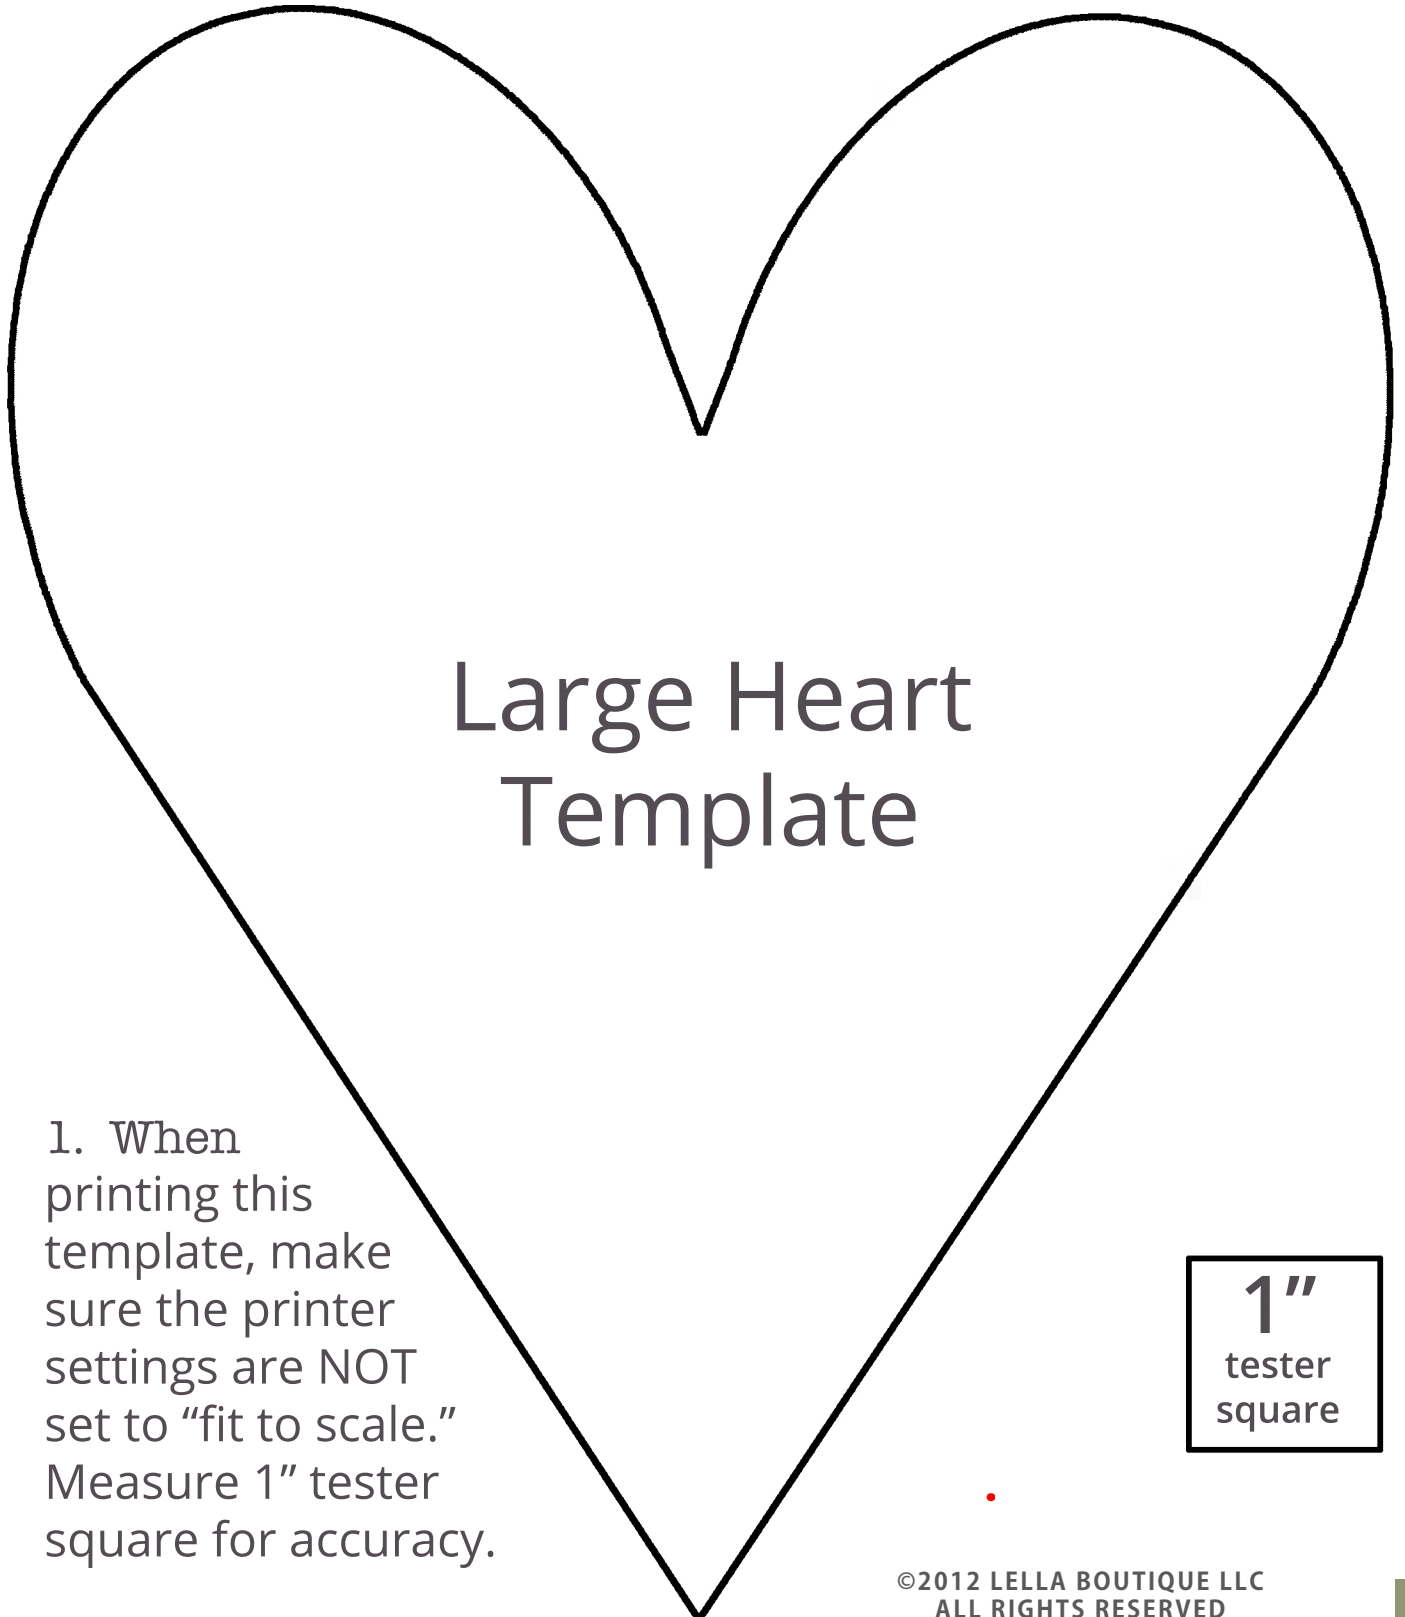 Large Heart
Template
1. When
printing this
template, make
sure the printer
settings are NOT
set to “fit to scale.”
Measure 1” tester
square for accuracy.
1”
tester
square
©2012 LELLA BOUTIQUE LLC
ALL RIGHTS RESERVED